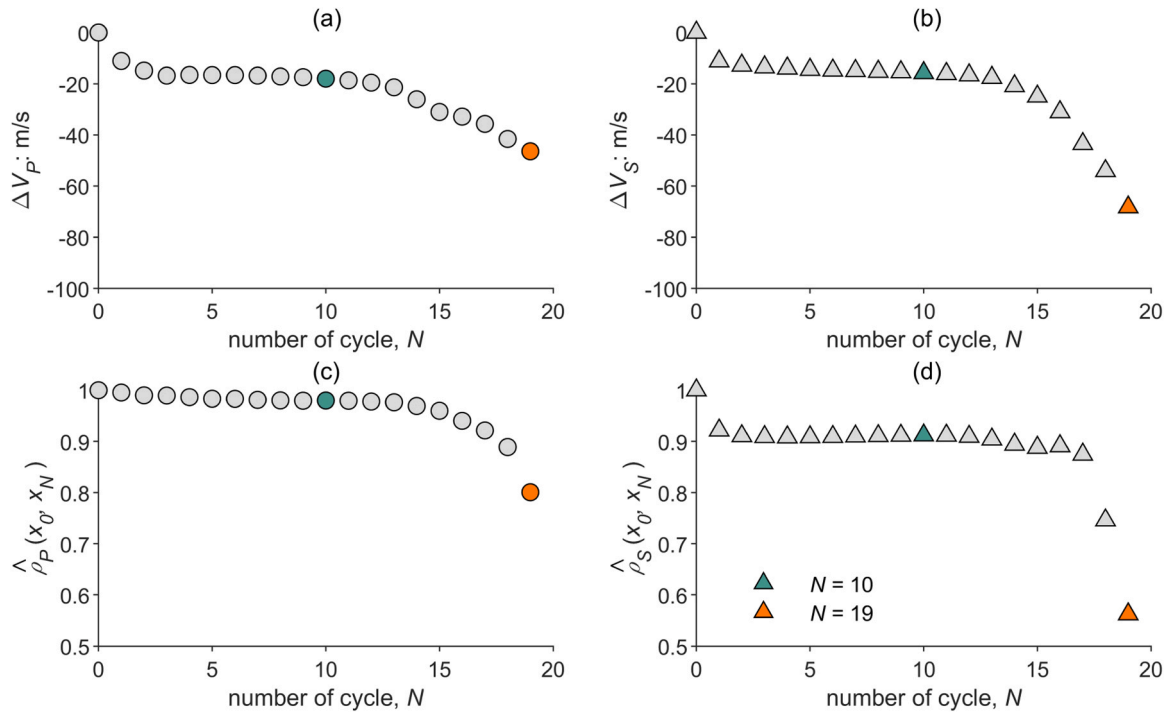 (a)
0
-20
-40
-60
-80
-100
ΔV_P: m/s
0 5 10 15 20
number of cycle, N
(b)
0
-20
-40
-60
-80
-100
ΔV_S: m/s
0 5 10 15 20
number of cycle, N
(c)
1
0.9
0.8
0.7
0.6
0.5
ρ̂_P(x_0, x_N)
0 5 10 15 20
number of cycle, N
(d)
1
0.9
0.8
0.7
0.6
0.5
ρ̂_S(x_0, x_N)
N = 10
N = 19
0 5 10 15 20
number of cycle, N